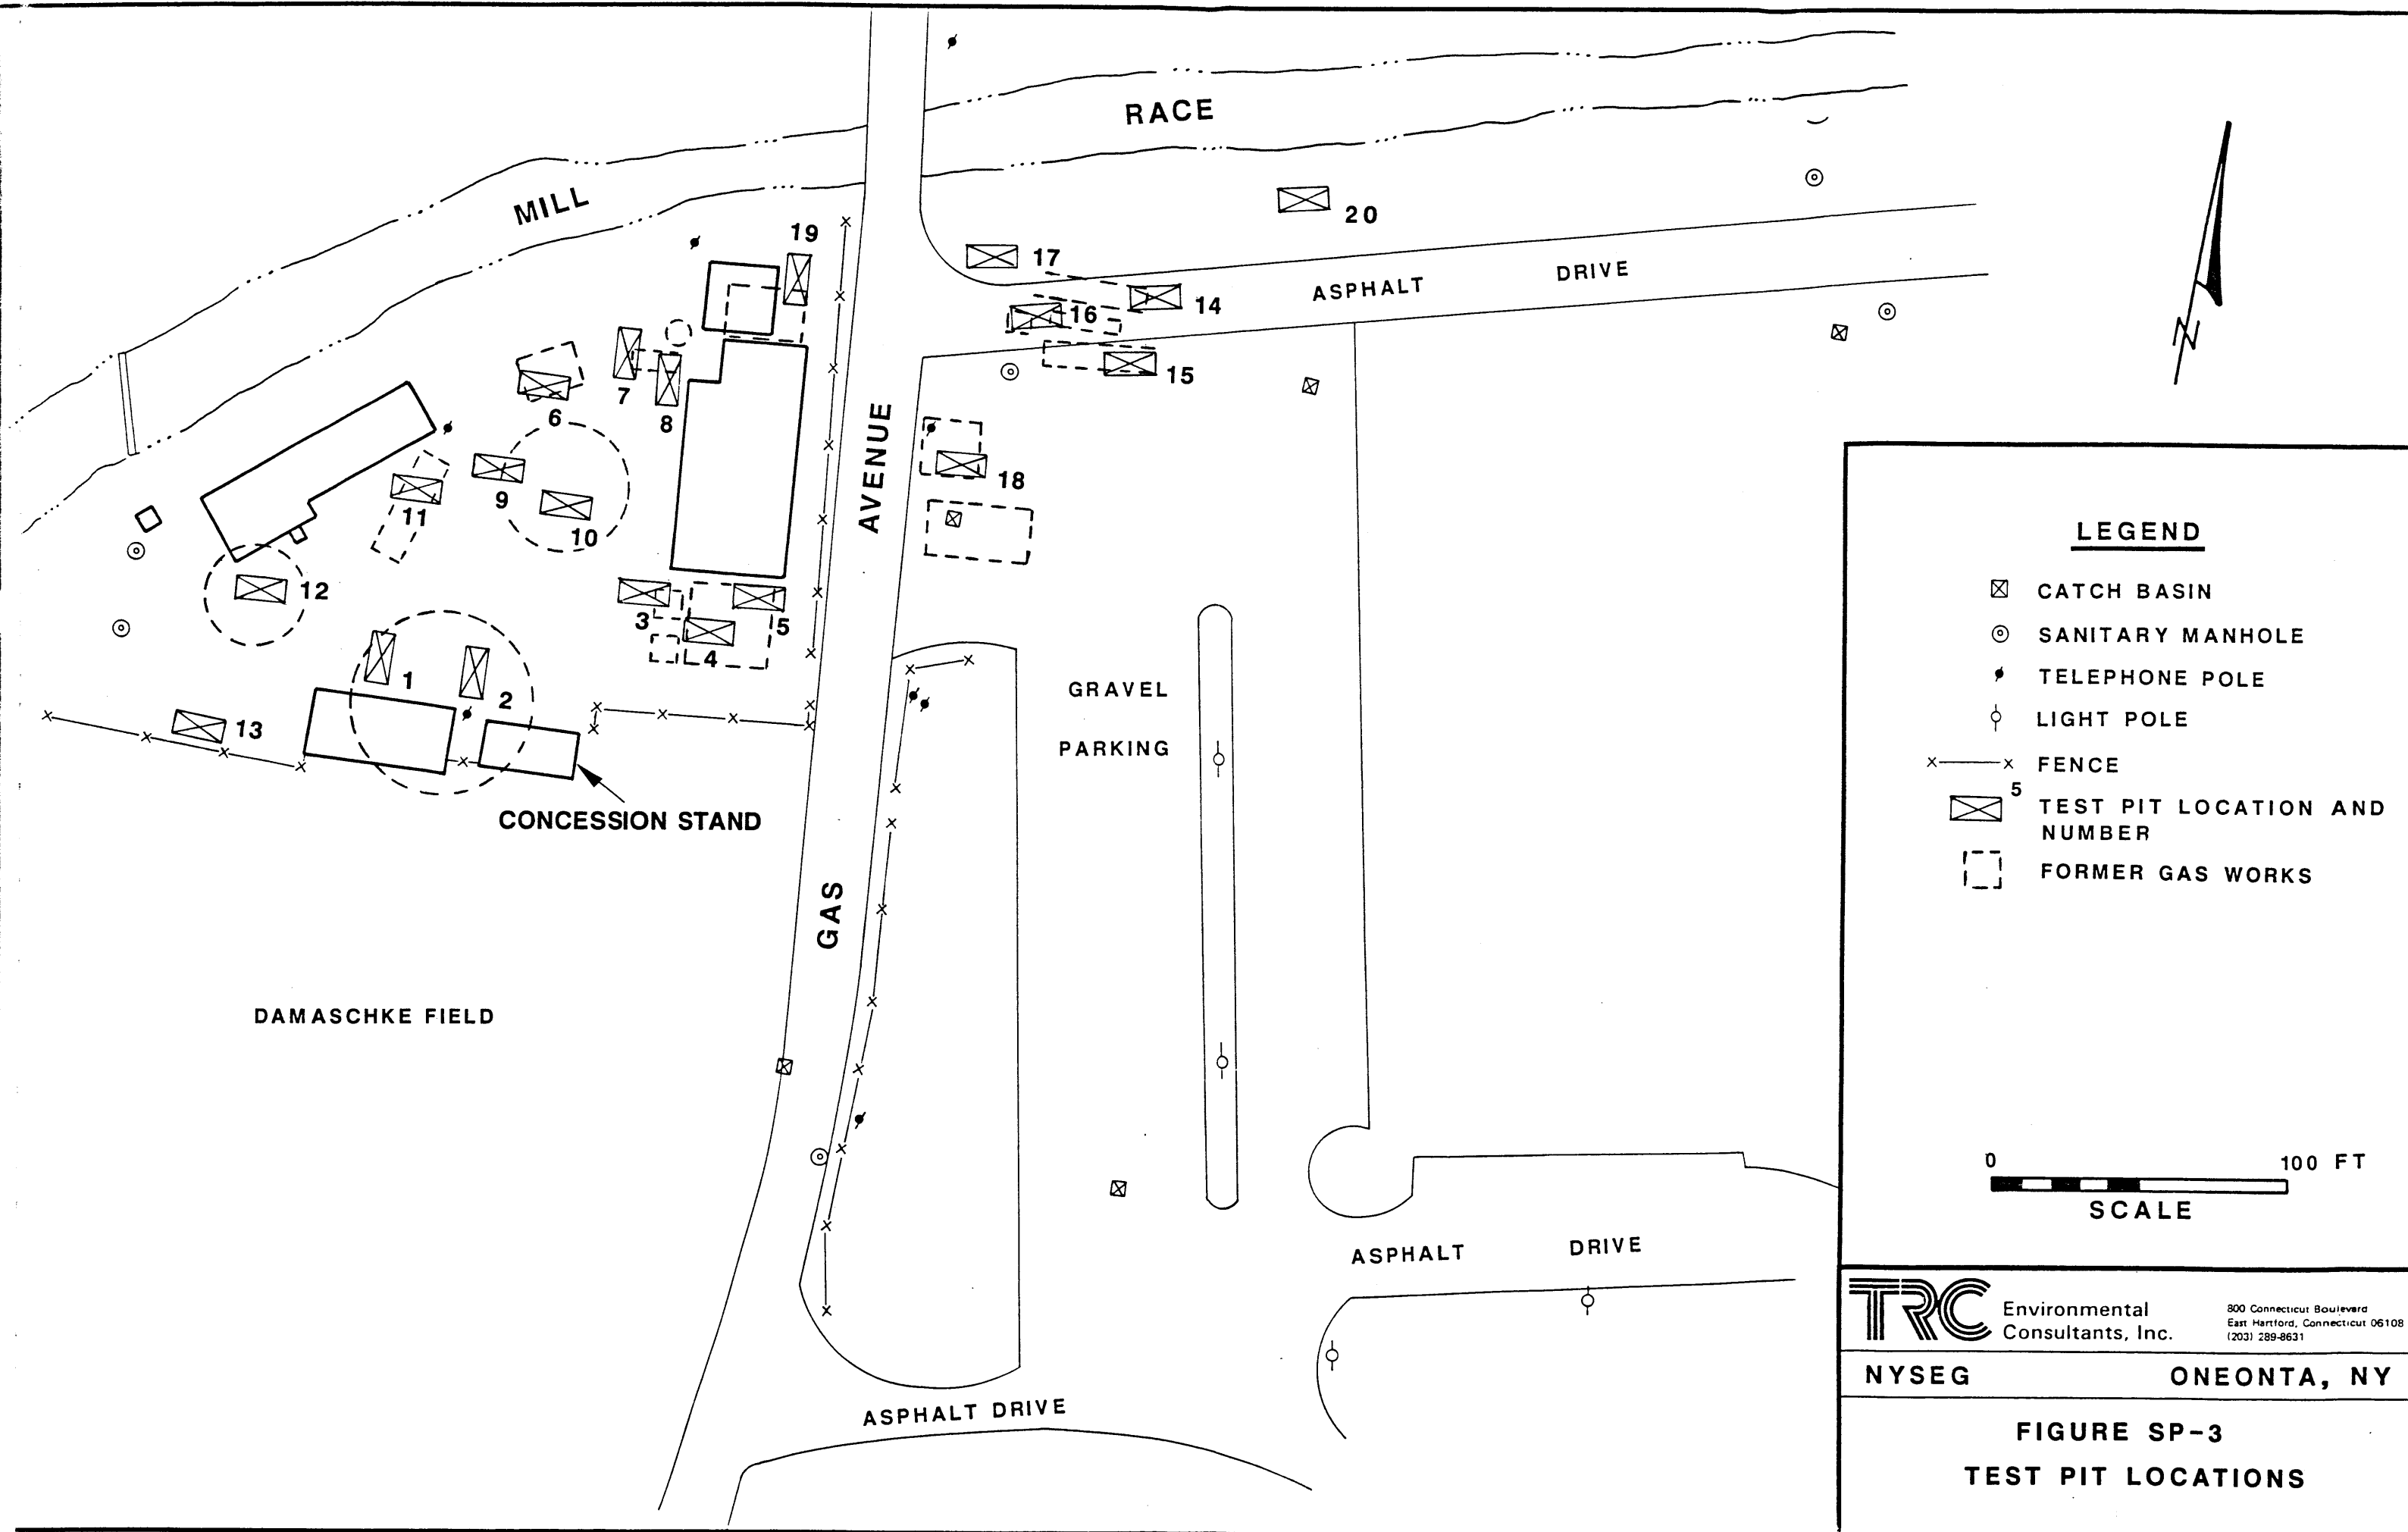 RACE
MILL
19
20
17
ASPHALT DRIVE
14
16
15
7
8
6
AVENUE
18
9
10
11
12
3
5
4
1
2
13
GRAVEL
PARKING
CONCESSION STAND
GAS
DAMASCHKE FIELD
ASPHALT DRIVE
ASPHALT DRIVE
N
LEGEND
CATCH BASIN
SANITARY MANHOLE
TELEPHONE POLE
LIGHT POLE
x x FENCE
5
TEST PIT LOCATION AND
NUMBER
FORMER GAS WORKS
0 100 FT
SCALE
TRC
Environmental
Consultants, Inc.
800 Connecticut Boulevard
East Hartford, Connecticut 06108
(203) 289-8631
NYSEG ONEONTA, NY
FIGURE SP-3
TEST PIT LOCATIONS